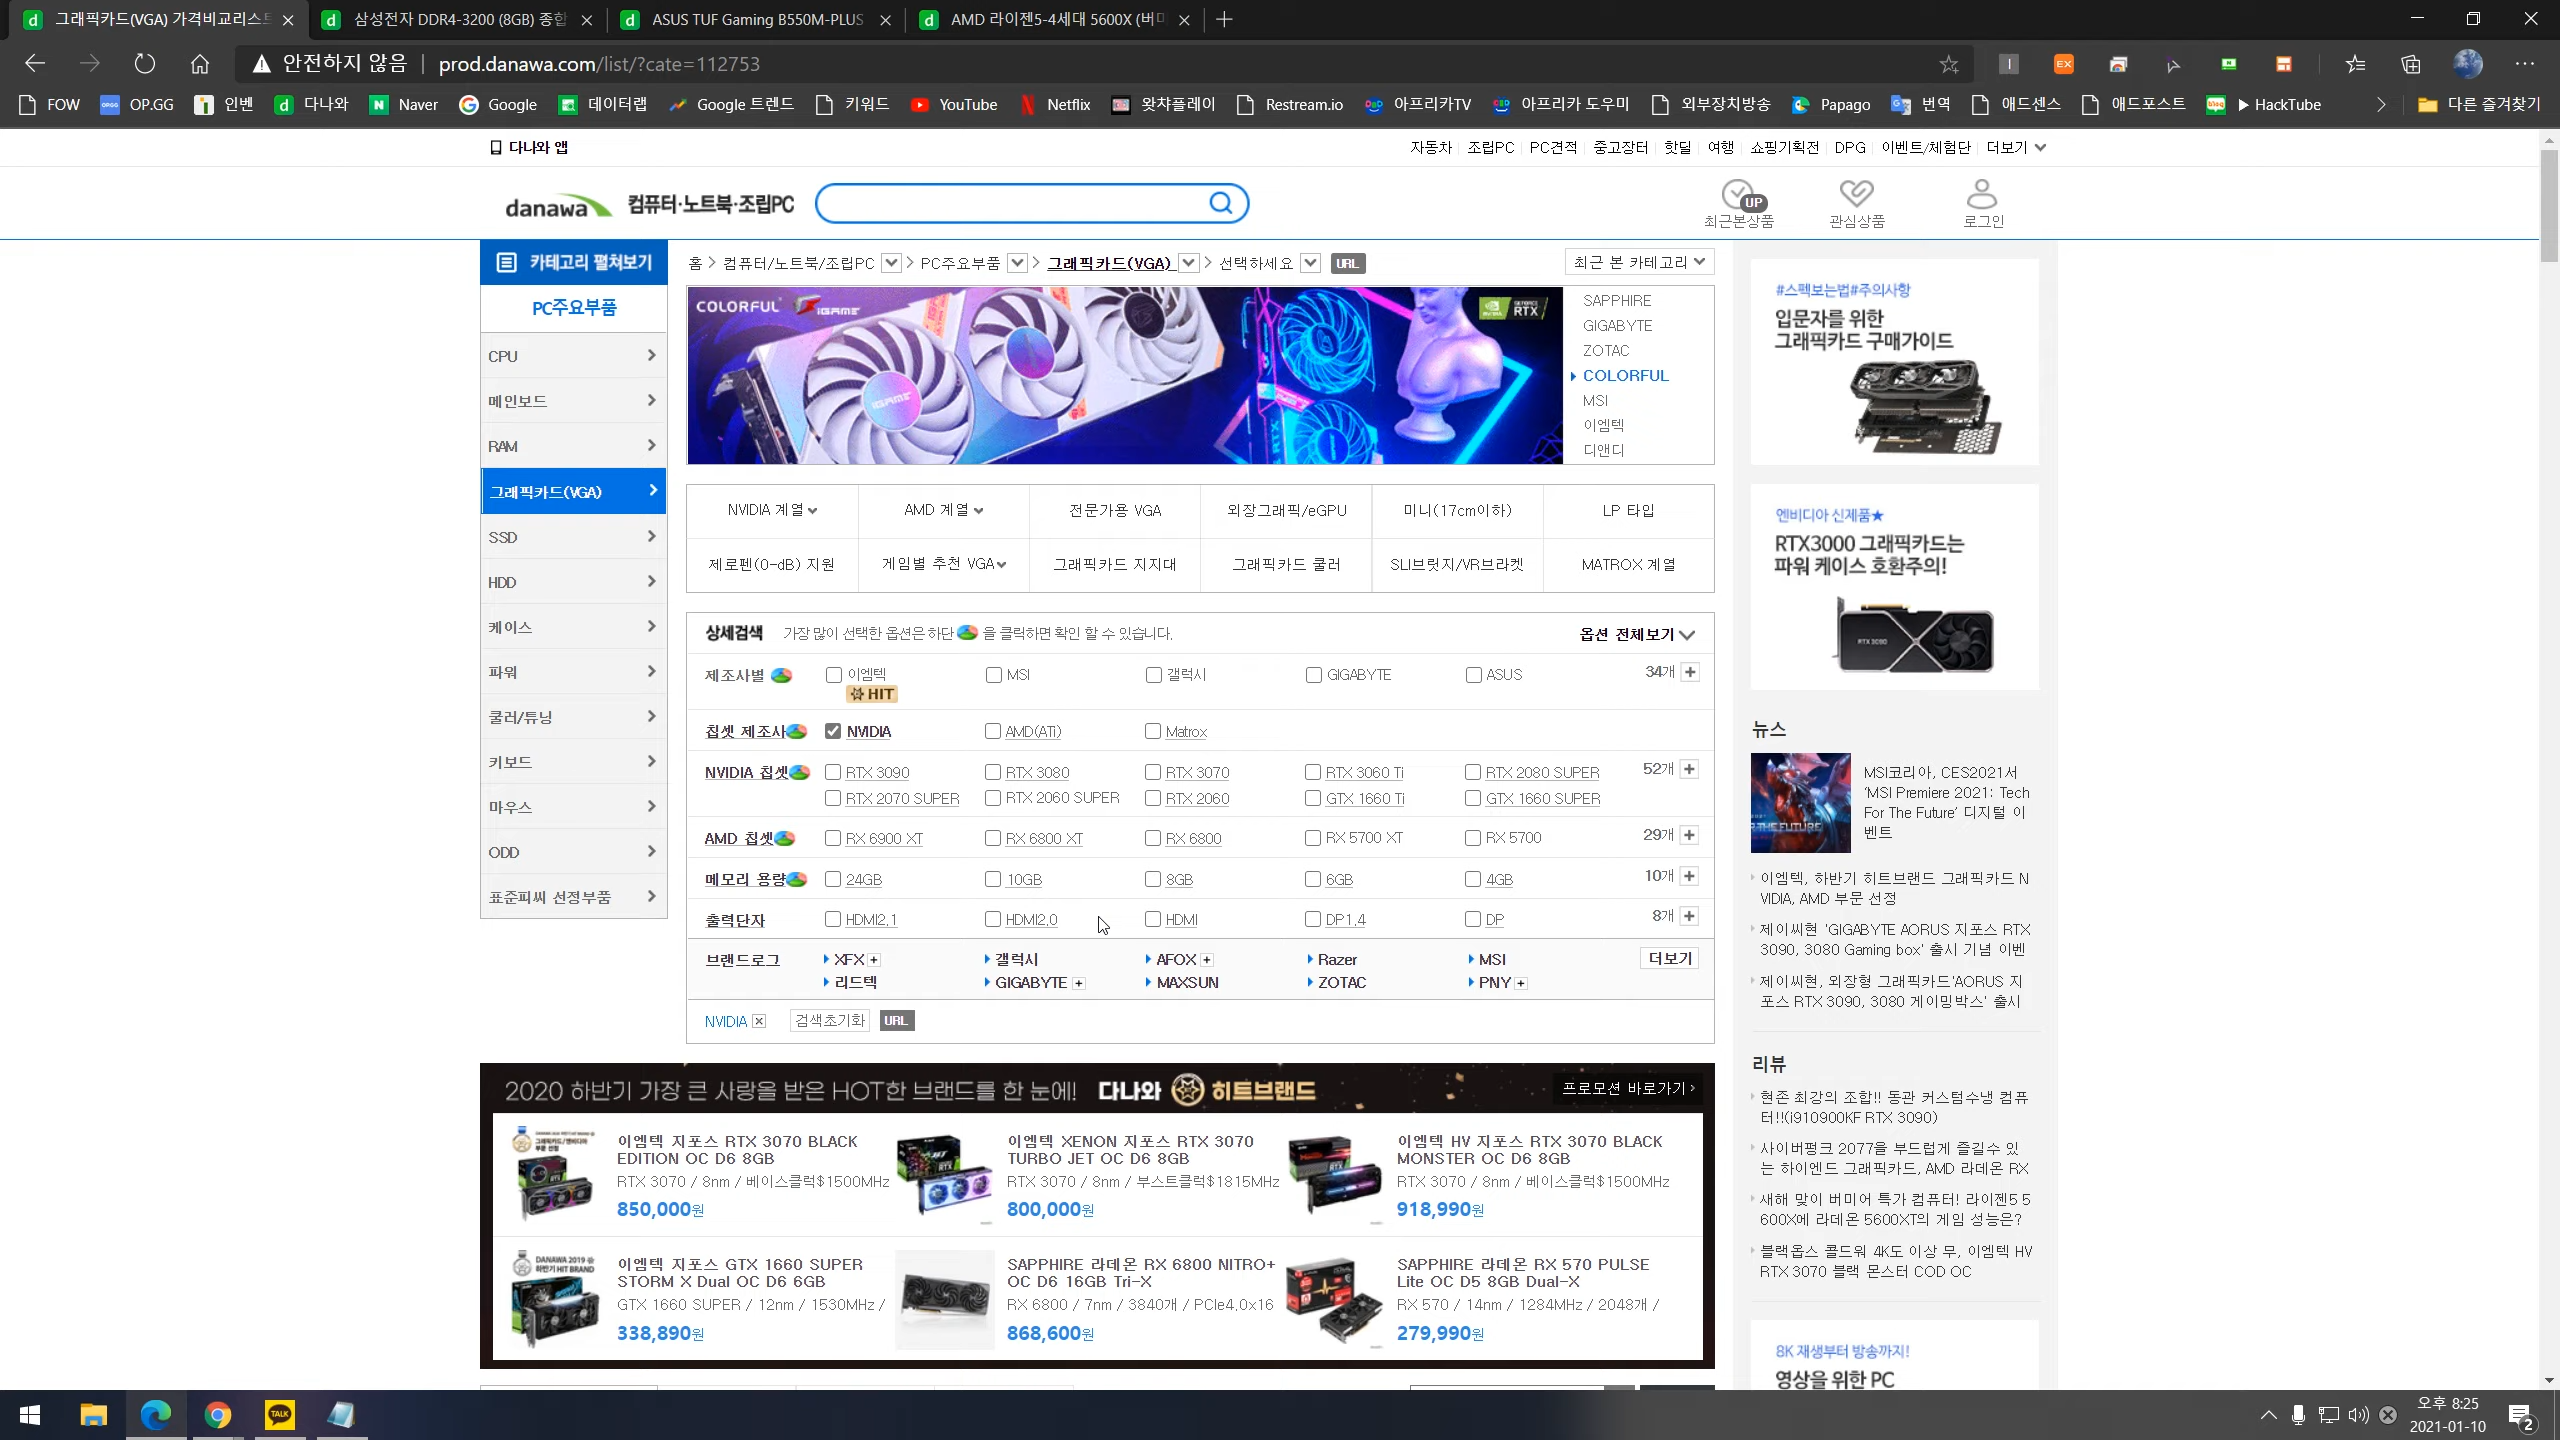 그래픽카드(VGA) 가격비교리스트
삼성전자 DDR4-3200 (8GB) 종합
ASUS TUF Gaming B550M-PLUS
AMD 라이젠5-4세대 5600X (버미
안전하지 않음 | prod.danawa.com/list/?cate=112753
FOW OP.GG 인벤 다나와 Naver Google 데이터랩 Google 트렌드 키워드 YouTube Netflix 왓챠플레이 Restream.io 아프리카TV 아프리카 도우미 외부장치방송 Papago 번역 애드센스 애드포스트 ▶ HackTube 다른 즐겨찾기
다나와 앱
자동차 조립PC PC견적 중고장터 핫딜 여행 쇼핑기획전 DPG 이벤트/체험단 더보기
danawa 컴퓨터·노트북·조립PC
UP
최근본상품 관심상품 로그인
카테고리 펼쳐보기
홈 > 컴퓨터/노트북/조립PC > PC주요부품 > 그래픽카드(VGA) > 선택하세요 URL
최근 본 카테고리
PC주요부품
CPU
메인보드
RAM
그래픽카드(VGA)
SSD
HDD
케이스
파워
쿨러/튜닝
키보드
마우스
ODD
표준피씨 선정부품
COLORFUL iGAME
GEFORCE RTX
SAPPHIRE
GIGABYTE
ZOTAC
COLORFUL
MSI
이엠텍
디앤디
NVIDIA 계열 AMD 계열 전문가용 VGA 외장그래픽/eGPU 미니(17cm이하) LP 타입
제로펜(0-dB) 지원 게임별 추천 VGA 그래픽카드 지지대 그래픽카드 쿨러 SLI브릿지/VR브라켓 MATROX 계열
상세검색 가장 많이 선택한 옵션은 하단 을 클릭하면 확인 할 수 있습니다. 옵션 전체보기
제조사별 이엠텍 MSI 갤럭시 GIGABYTE ASUS 34개 +
HIT
칩셋 제조사 NVIDIA AMD(ATi) Matrox
NVIDIA 칩셋 RTX 3090 RTX 3080 RTX 3070 RTX 3060 Ti RTX 2080 SUPER 52개 +
RTX 2070 SUPER RTX 2060 SUPER RTX 2060 GTX 1660 Ti GTX 1660 SUPER
AMD 칩셋 RX 6900 XT RX 6800 XT RX 6800 RX 5700 XT RX 5700 29개 +
메모리 용량 24GB 10GB 8GB 6GB 4GB 10개 +
출력단자 HDMI2.1 HDMI2.0 HDMI DP1.4 DP 8개 +
브랜드로그 XFX + 갤럭시 AFOX + Razer MSI 더보기
리드텍 GIGABYTE + MAXSUN ZOTAC PNY +
NVIDIA 검색초기화 URL
2020 하반기 가장 큰 사랑을 받은 HOT한 브랜드를 한 눈에! 다나와 히트브랜드 프로모션 바로가기 ›
이엠텍 지포스 RTX 3070 BLACK
EDITION OC D6 8GB
RTX 3070 / 8nm / 베이스클럭$1500MHz
850,000원
이엠텍 XENON 지포스 RTX 3070
TURBO JET OC D6 8GB
RTX 3070 / 8nm / 부스트클럭$1815MHz
800,000원
이엠텍 HV 지포스 RTX 3070 BLACK
MONSTER OC D6 8GB
RTX 3070 / 8nm / 베이스클럭$1500MHz
918,990원
DANAWA 2019
하반기 HIT BRAND
이엠텍 지포스 GTX 1660 SUPER
STORM X Dual OC D6 6GB
GTX 1660 SUPER / 12nm / 1530MHz /
338,890원
SAPPHIRE 라데온 RX 6800 NITRO+
OC D6 16GB Tri-X
RX 6800 / 7nm / 3840개 / PCIe4.0x16
868,600원
SAPPHIRE 라데온 RX 570 PULSE
Lite OC D5 8GB Dual-X
RX 570 / 14nm / 1284MHz / 2048개 /
279,990원
#스펙보는법#주의사항
입문자를 위한
그래픽카드 구매가이드
엔비디아 신제품★
RTX3000 그래픽카드는
파워 케이스 호환주의!
RTX 3090
뉴스
MSI코리아, CES2021서
‘MSI Premiere 2021: Tech
For The Future’ 디지털 이
벤트
이엠텍, 하반기 히트브랜드 그래픽카드 N
VIDIA, AMD 부문 선정
제이씨현 'GIGABYTE AORUS 지포스 RTX
3090, 3080 Gaming box' 출시 기념 이벤
제이씨현, 외장형 그래픽카드'AORUS 지
포스 RTX 3090, 3080 게이밍박스' 출시
리뷰
현존 최강의 조합!! 동관 커스텀수냉 컴퓨
터!!(i910900KF RTX 3090)
사이버펑크 2077을 부드럽게 즐길수 있
는 하이엔드 그래픽카드, AMD 라데온 RX
새해 맞이 버미어 특가 컴퓨터! 라이젠5 5
600X에 라데온 5600XT의 게임 성능은?
블랙옵스 콜드워 4K도 이상 무, 이엠텍 HV
RTX 3070 블랙 몬스터 COD OC
8K 재생부터 방송까지!
영상을 위한 PC
TALK
오후 8:25
2021-01-10
2